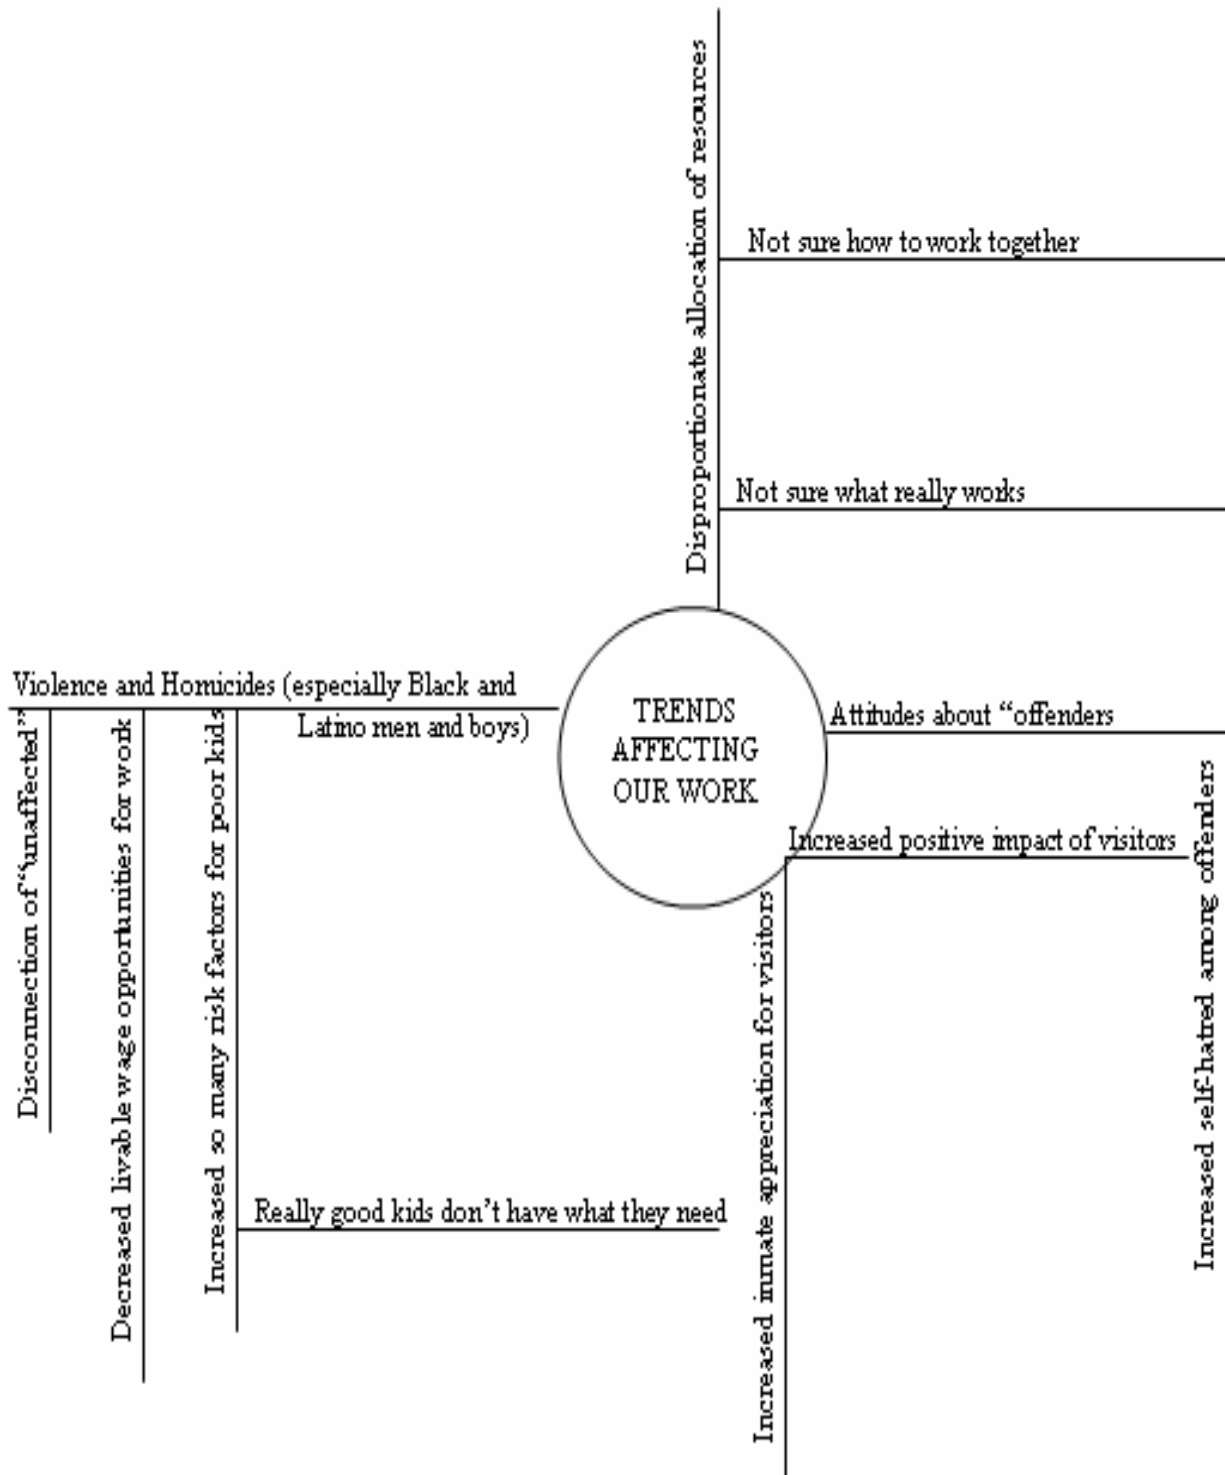 Disproportionate allocation of resources
Not sure how to work together
Not sure what really works
Violence and Homicides (especially Black and
Latino men and boys)
TRENDS
AFFECTING
OUR WORK
Attitudes about “offenders
Increased positive impact of visitors
Disconnection of “unaffected”
Decreased livable wage opportunities for work
Increased so many risk factors for poor kids
Really good kids don’t have what they need
Increased inmate appreciation for visitors
Increased self-hatred among offenders